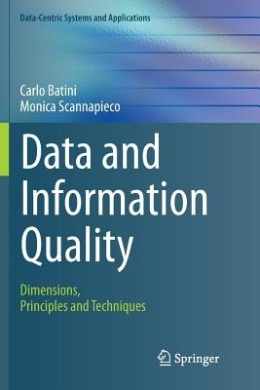 Data-Centric Systems and Applications
Carlo Batini
Monica Scannapieco
Data and
Information
Quality
Dimensions,
Principles and Techniques
Springer